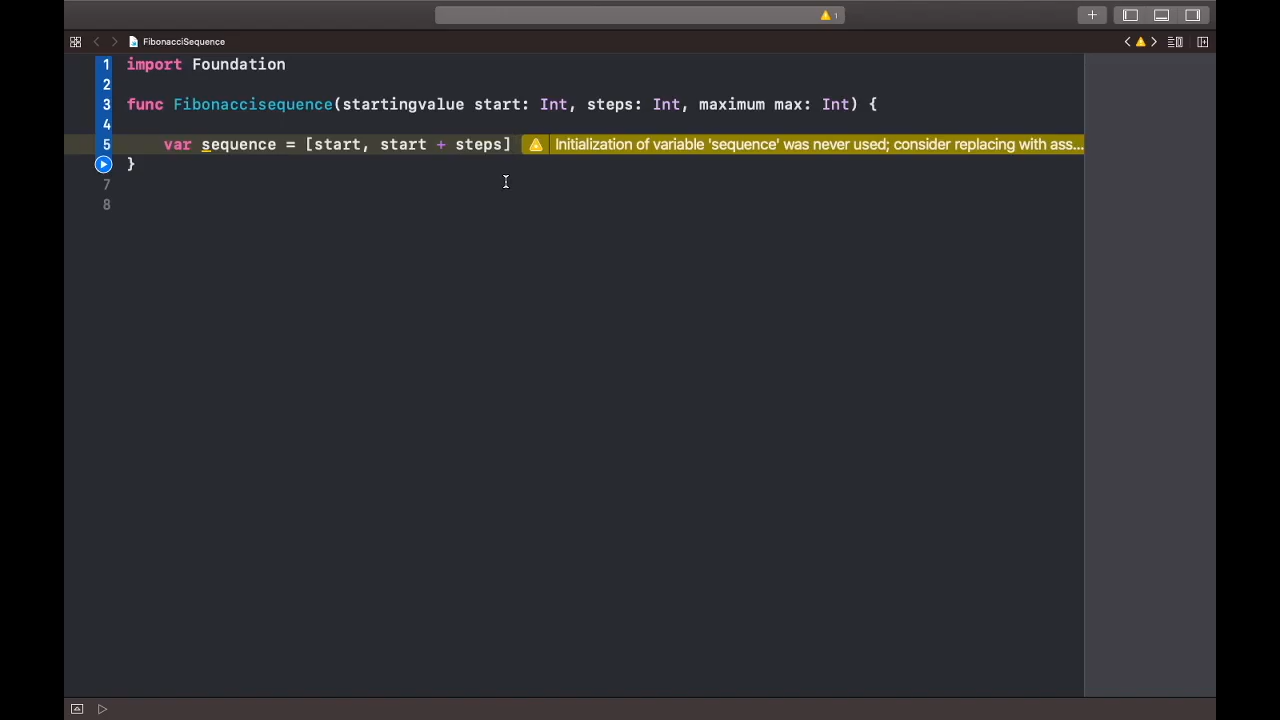 1
FibonacciSequence
1 import Foundation
2
3 func Fibonaccisequence(startingvalue start: Int, steps: Int, maximum max: Int) {
4
5 var sequence = [start, start + steps] Initialization of variable 'sequence' was never used; consider replacing with ass...
}
7
8